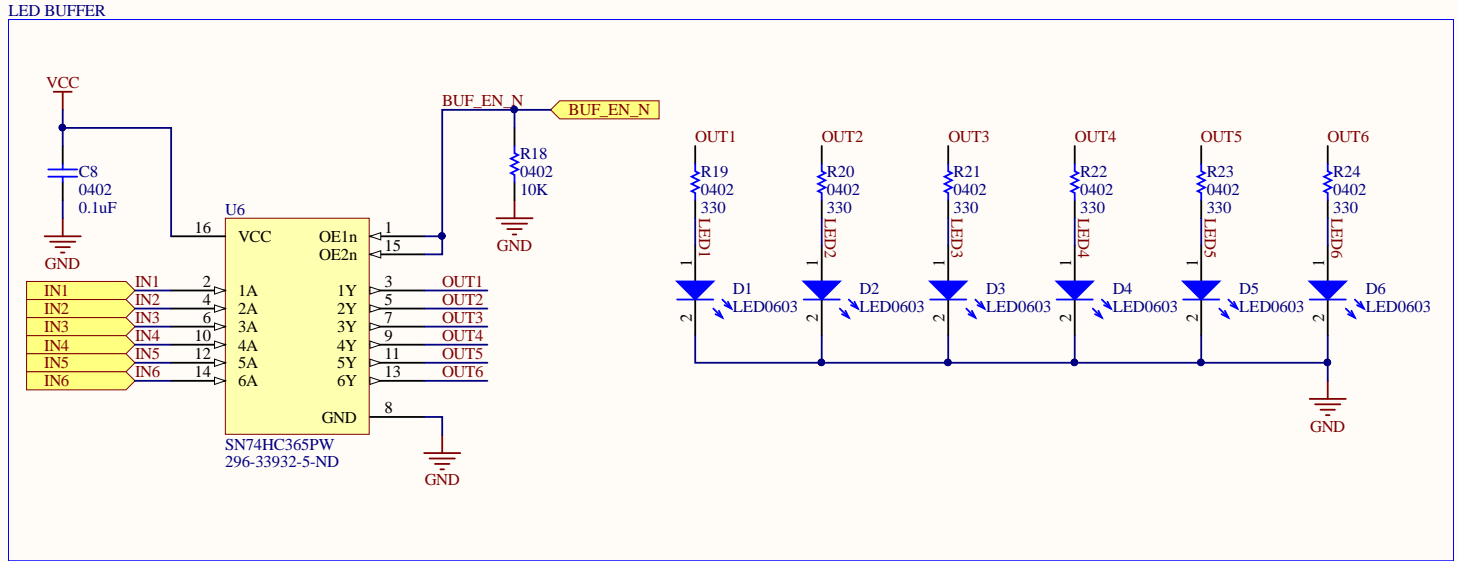 LED BUFFER
VCC
C8
0402
0.1uF
GND
BUF_EN_N
BUF_EN_N
R18
0402
10K
GND
U6
16 VCC
OE1n 1
OE2n 15
IN1 IN1 2 1A 1Y 3 OUT1
IN2 IN2 4 2A 2Y 5 OUT2
IN3 IN3 6 3A 3Y 7 OUT3
IN4 IN4 10 4A 4Y 9 OUT4
IN5 IN5 12 5A 5Y 11 OUT5
IN6 IN6 14 6A 6Y 13 OUT6
GND 8
SN74HC365PW
296-33932-5-ND
GND
OUT1 OUT2 OUT3 OUT4 OUT5 OUT6
R19 R20 R21 R22 R23 R24
0402 0402 0402 0402 0402 0402
330 330 330 330 330 330
LED1 LED2 LED3 LED4 LED5 LED6
1 1 1 1 1 1
D1 D2 D3 D4 D5 D6
LED0603 LED0603 LED0603 LED0603 LED0603 LED0603
2 2 2 2 2 2
GND